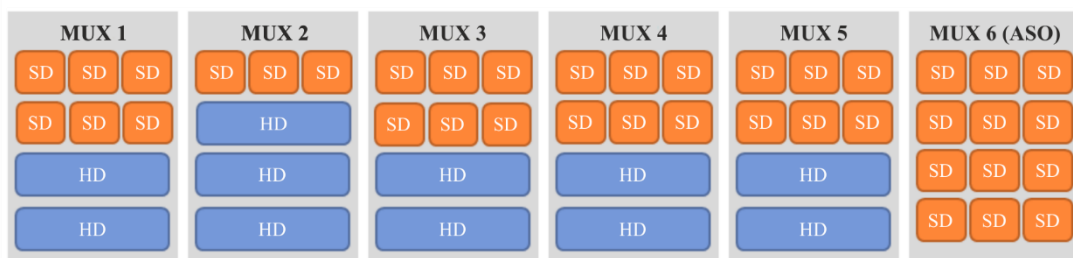 MUX 1 MUX 2 MUX 3 MUX 4 MUX 5 MUX 6 (ASO)
SD SD SD SD SD SD SD SD SD SD SD SD SD SD SD SD SD SD
SD SD SD HD SD SD SD SD SD SD SD SD SD SD SD SD
HD HD HD HD HD SD SD SD
HD HD HD HD HD SD SD SD